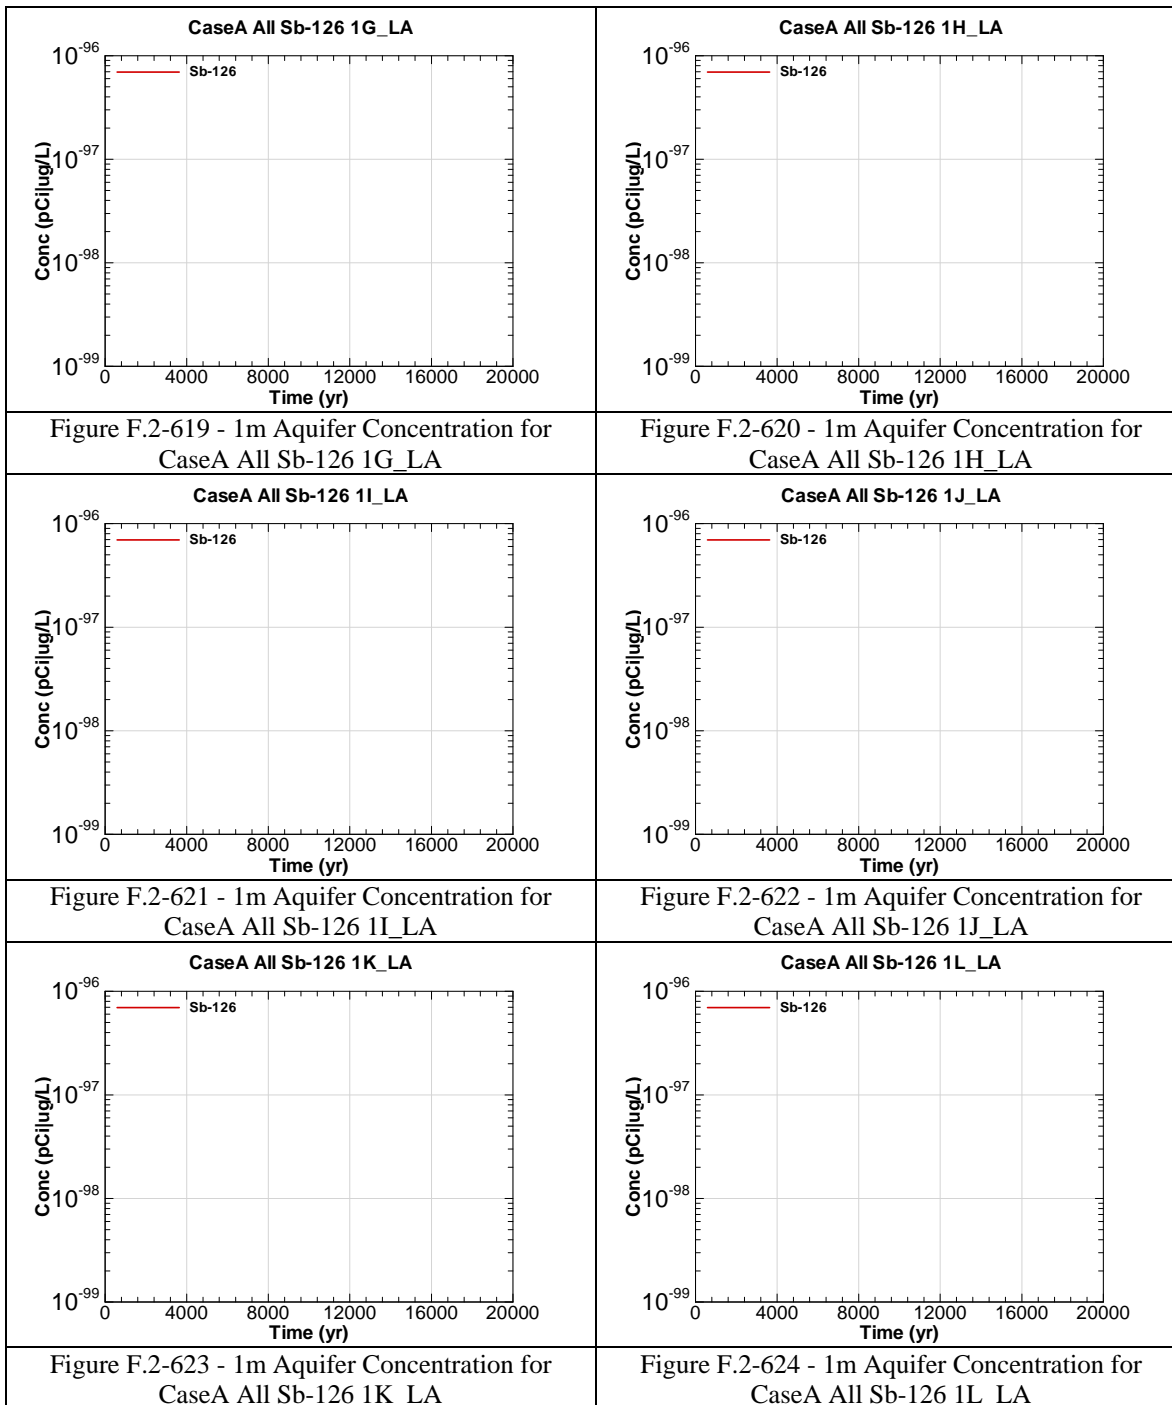 CaseA All Sb-126 1G_LA
Sb-126
10^-96
10^-97
10^-98
10^-99
Conc (pCi|ug/L)
0 4000 8000 12000 16000 20000
Time (yr)
Figure F.2-619 - 1m Aquifer Concentration for
CaseA All Sb-126 1G_LA
CaseA All Sb-126 1H_LA
Sb-126
10^-96
10^-97
10^-98
10^-99
Conc (pCi|ug/L)
0 4000 8000 12000 16000 20000
Time (yr)
Figure F.2-620 - 1m Aquifer Concentration for
CaseA All Sb-126 1H_LA
CaseA All Sb-126 1I_LA
Sb-126
10^-96
10^-97
10^-98
10^-99
Conc (pCi|ug/L)
0 4000 8000 12000 16000 20000
Time (yr)
Figure F.2-621 - 1m Aquifer Concentration for
CaseA All Sb-126 1I_LA
CaseA All Sb-126 1J_LA
Sb-126
10^-96
10^-97
10^-98
10^-99
Conc (pCi|ug/L)
0 4000 8000 12000 16000 20000
Time (yr)
Figure F.2-622 - 1m Aquifer Concentration for
CaseA All Sb-126 1J_LA
CaseA All Sb-126 1K_LA
Sb-126
10^-96
10^-97
10^-98
10^-99
Conc (pCi|ug/L)
0 4000 8000 12000 16000 20000
Time (yr)
Figure F.2-623 - 1m Aquifer Concentration for
CaseA All Sb-126 1K_LA
CaseA All Sb-126 1L_LA
Sb-126
10^-96
10^-97
10^-98
10^-99
Conc (pCi|ug/L)
0 4000 8000 12000 16000 20000
Time (yr)
Figure F.2-624 - 1m Aquifer Concentration for
CaseA All Sb-126 1L_LA